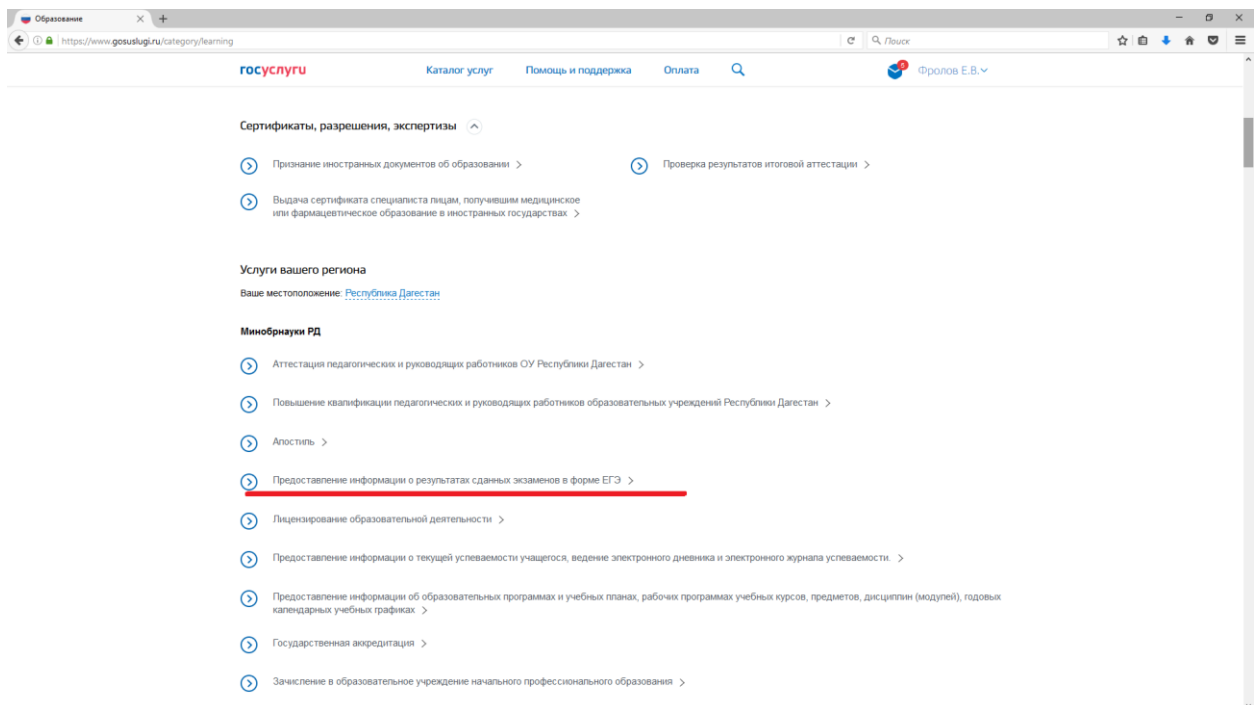 Образование
https://www.gosuslugi.ru/category/learning
Поиск
госуслуги Каталог услуг Помощь и поддержка Оплата 6 Фролов Е.В.
Сертификаты, разрешения, экспертизы
Признание иностранных документов об образовании
Проверка результатов итоговой аттестации
Выдача сертификата специалиста лицам, получившим медицинское
или фармацевтическое образование в иностранных государствах
Услуги вашего региона
Ваше местоположение: Республика Дагестан
Минобрнауки РД
Аттестация педагогических и руководящих работников ОУ Республики Дагестан
Повышение квалификации педагогических и руководящих работников образовательных учреждений Республики Дагестан
Апостиль
Предоставление информации о результатах сданных экзаменов в форме ЕГЭ
Лицензирование образовательной деятельности
Предоставление информации о текущей успеваемости учащегося, ведение электронного дневника и электронного журнала успеваемости.
Предоставление информации об образовательных программах и учебных планах, рабочих программах учебных курсов, предметов, дисциплин (модулей), годовых
календарных учебных графиках
Государственная аккредитация
Зачисление в образовательное учреждение начального профессионального образования